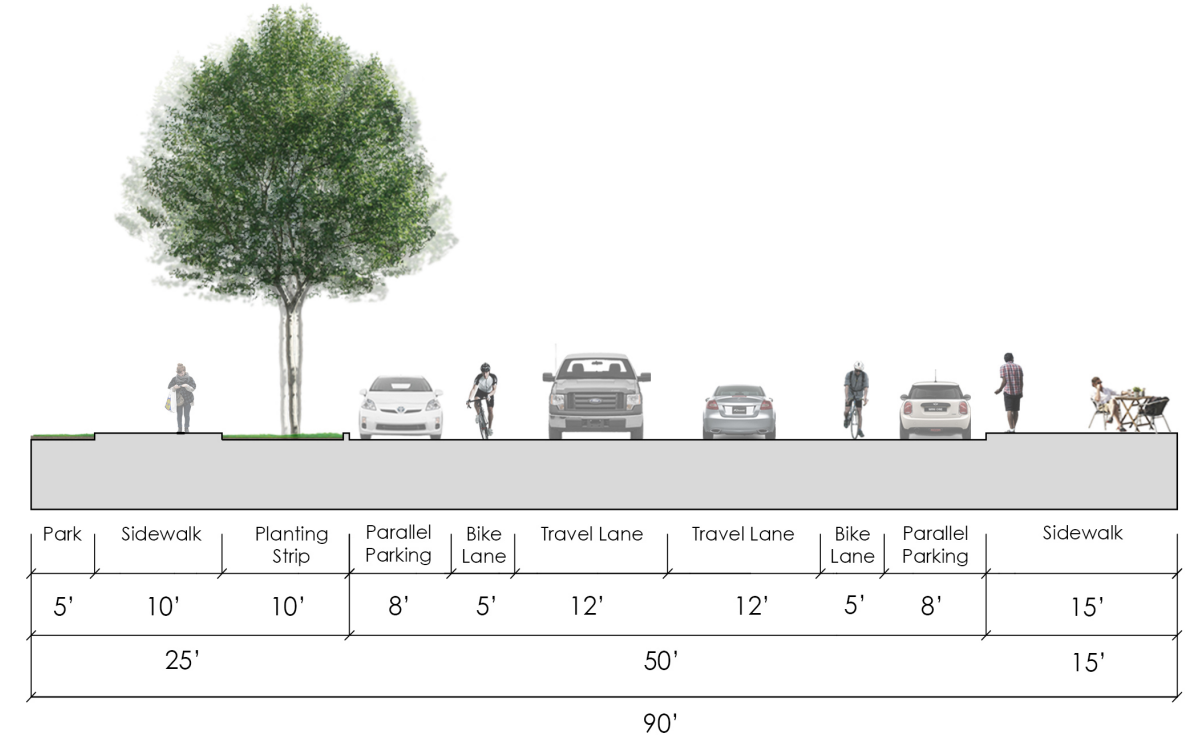 Park
Sidewalk
Planting
Strip
Parallel
Parking
Bike
Lane
Travel Lane
Travel Lane
Bike
Lane
Parallel
Parking
Sidewalk
5’
10’
10’
8’
5’
12’
12’
5’
8’
15’
25’
50’
15’
90’